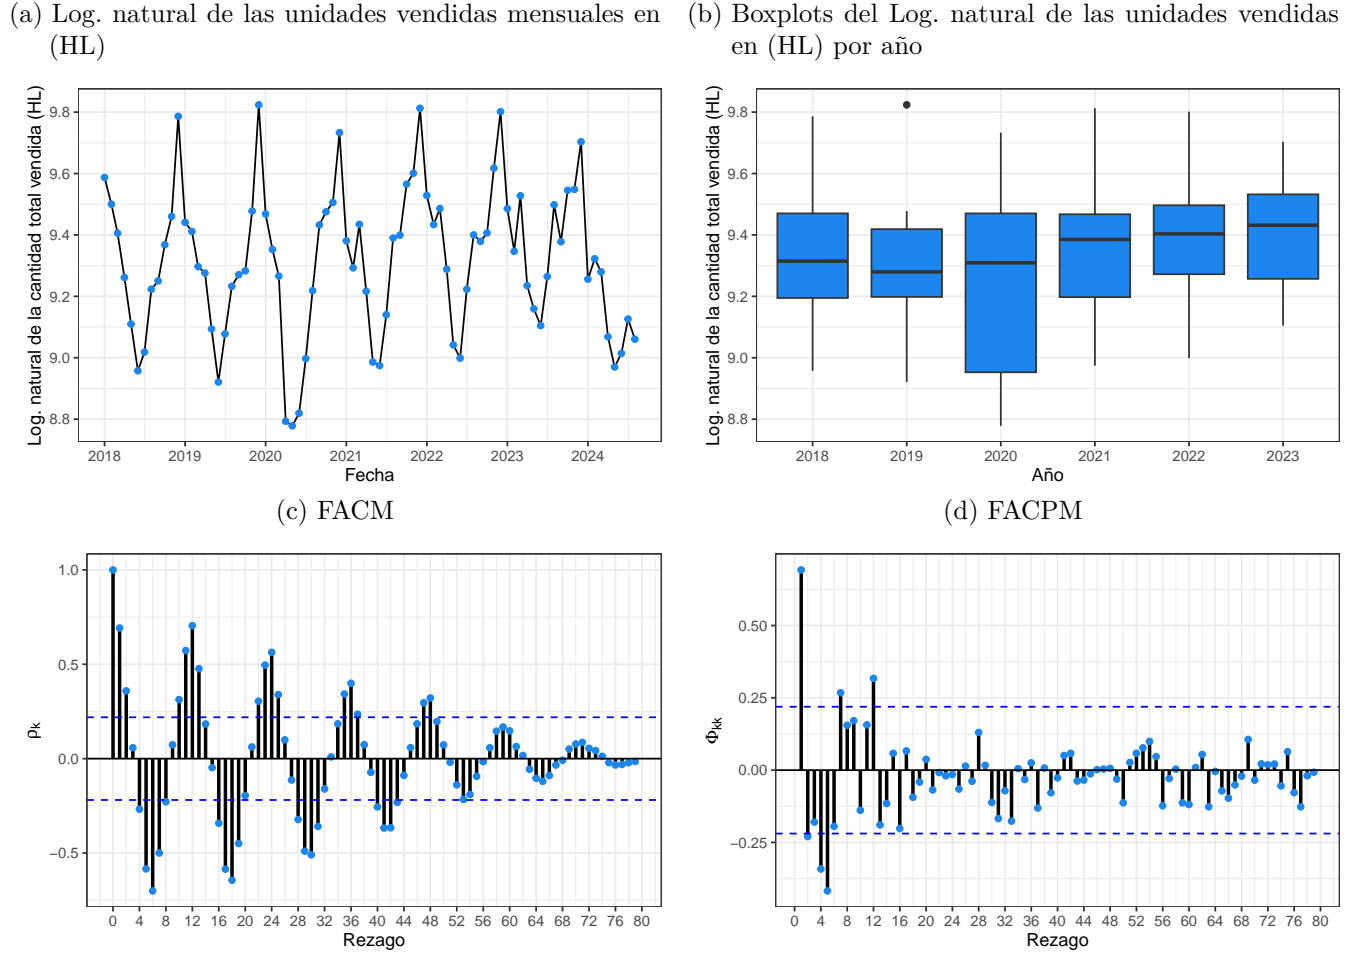 (a) Log. natural de las unidades vendidas mensuales en
(HL)
(b) Boxplots del Log. natural de las unidades vendidas
en (HL) por año
Log. natural de la cantidad total vendida (HL)
9.8
9.6
9.4
9.2
9.0
8.8
2018 2019 2020 2021 2022 2023 2024
Fecha
Log. natural de la cantidad total vendida (HL)
9.8
9.6
9.4
9.2
9.0
8.8
2018 2019 2020 2021 2022 2023
Año
(c) FACM
ρk
1.0
0.5
0.0
−0.5
0 4 8 12 16 20 24 28 32 36 40 44 48 52 56 60 64 68 72 76 80
Rezago
(d) FACPM
Φkk
0.50
0.25
0.00
−0.25
0 4 8 12 16 20 24 28 32 36 40 44 48 52 56 60 64 68 72 76 80
Rezago